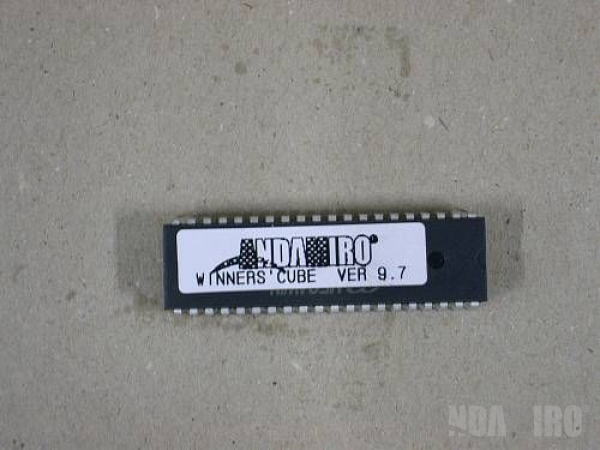 ANDAMIRO®
WINNERS'CUBE VER 9.7
NDA IRO